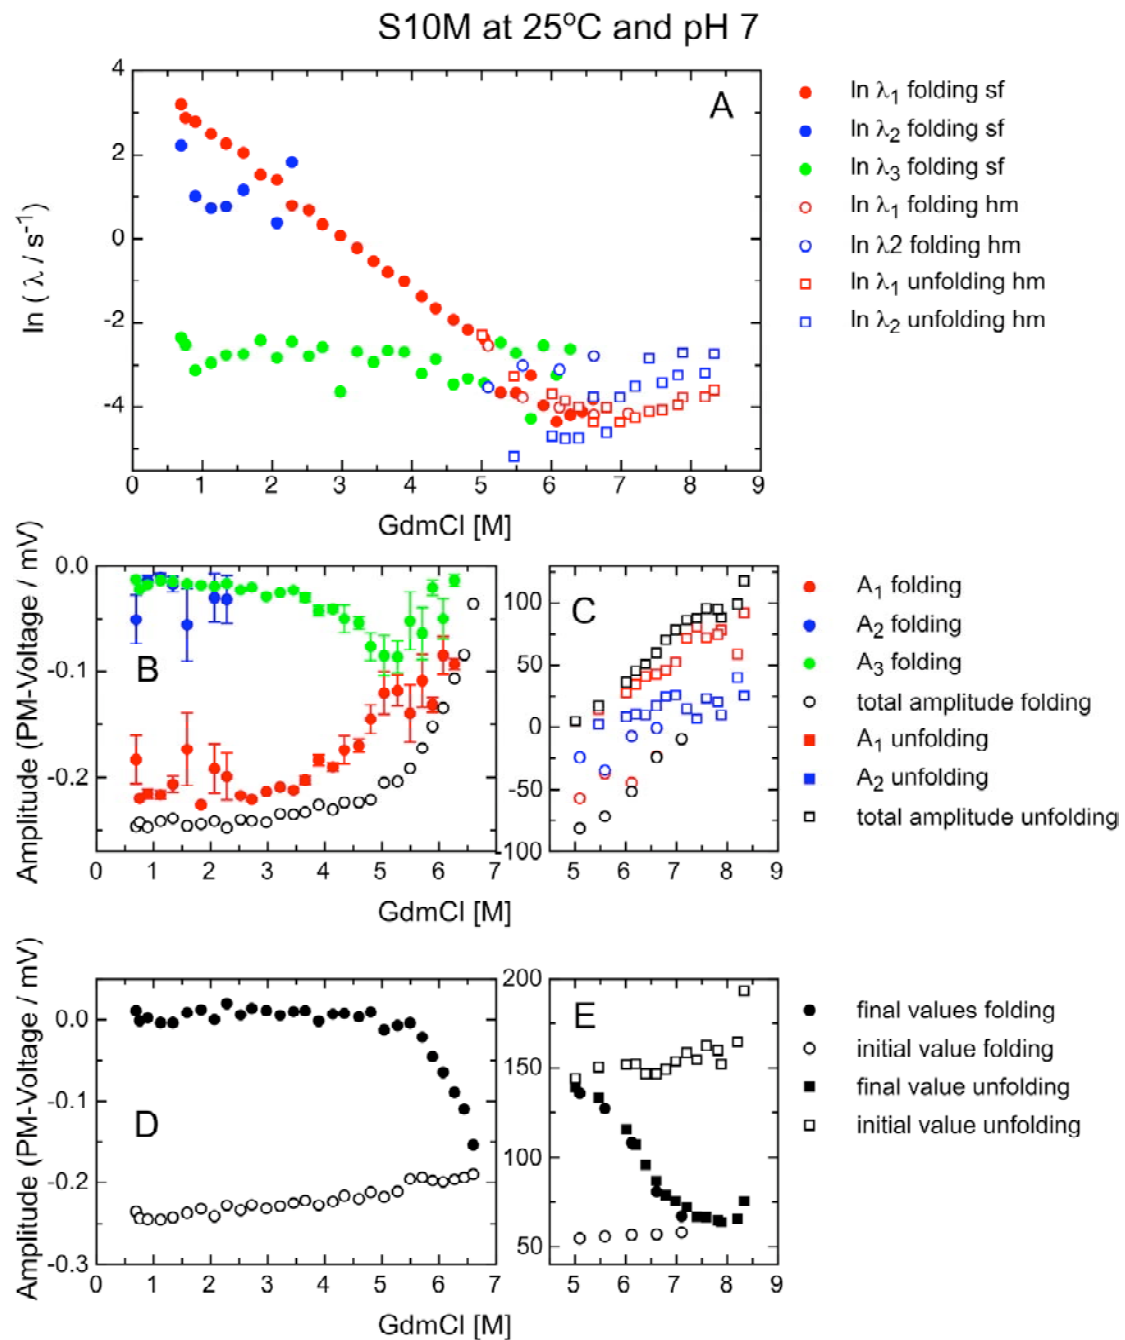 S10M at 25°C and pH 7
4
2
0
-2
-4
0 1 2 3 4 5 6 7 8 9
ln ( λ / s⁻¹)
GdmCl [M]
A
ln λ₁ folding sf
ln λ₂ folding sf
ln λ₃ folding sf
ln λ₁ folding hm
ln λ2 folding hm
ln λ₁ unfolding hm
ln λ₂ unfolding hm
Amplitude (PM-Voltage / mV)
0.0
-0.1
-0.2
B
0 1 2 3 4 5 6 7
100
50
0
-50
-100
C
5 6 7 8 9
GdmCl [M]
A₁ folding
A₂ folding
A₃ folding
total amplitude folding
A₁ unfolding
A₂ unfolding
total amplitude unfolding
Amplitude (PM-Voltage / mV)
0.0
-0.1
-0.2
-0.3
D
0 1 2 3 4 5 6 7
200
150
100
50
E
5 6 7 8 9
GdmCl [M]
final values folding
initial value folding
final value unfolding
initial value unfolding